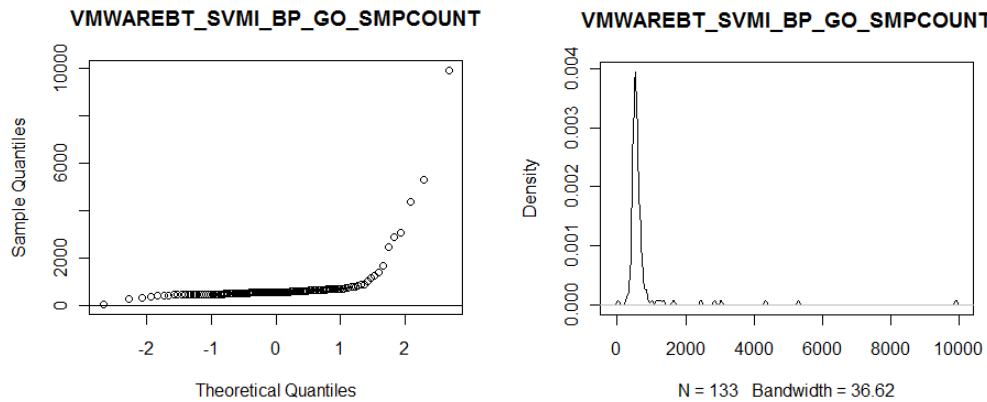 VMWAREBT_SVMI_BP_GO_SMPCOUNT
Sample Quantiles
10000
6000
2000
0
-2 -1 0 1 2
Theoretical Quantiles
VMWAREBT_SVMI_BP_GO_SMPCOUNT
Density
0.004
0.003
0.002
0.001
0.000
0 2000 4000 6000 8000 10000
N = 133 Bandwidth = 36.62